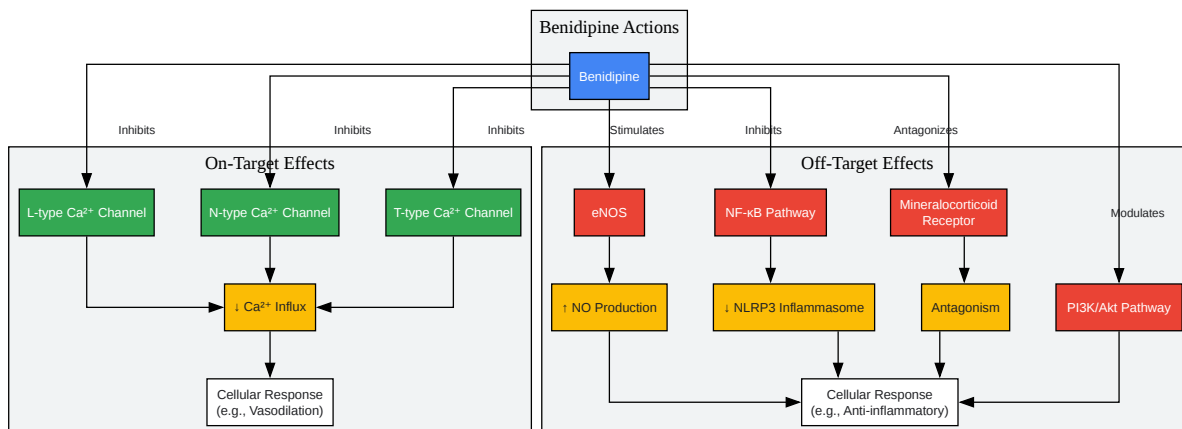 Benidipine Actions
Benidipine
Inhibits
Inhibits
Inhibits
Stimulates
Inhibits
Antagonizes
On-Target Effects
Off-Target Effects
L-type Ca²⁺ Channel
N-type Ca²⁺ Channel
T-type Ca²⁺ Channel
eNOS
NF-κB Pathway
Mineralocorticoid
Receptor
Modulates
↓ Ca²⁺ Influx
↑ NO Production
↓ NLRP3 Inflammasome
Antagonism
PI3K/Akt Pathway
Cellular Response
(e.g., Vasodilation)
Cellular Response
(e.g., Anti-inflammatory)